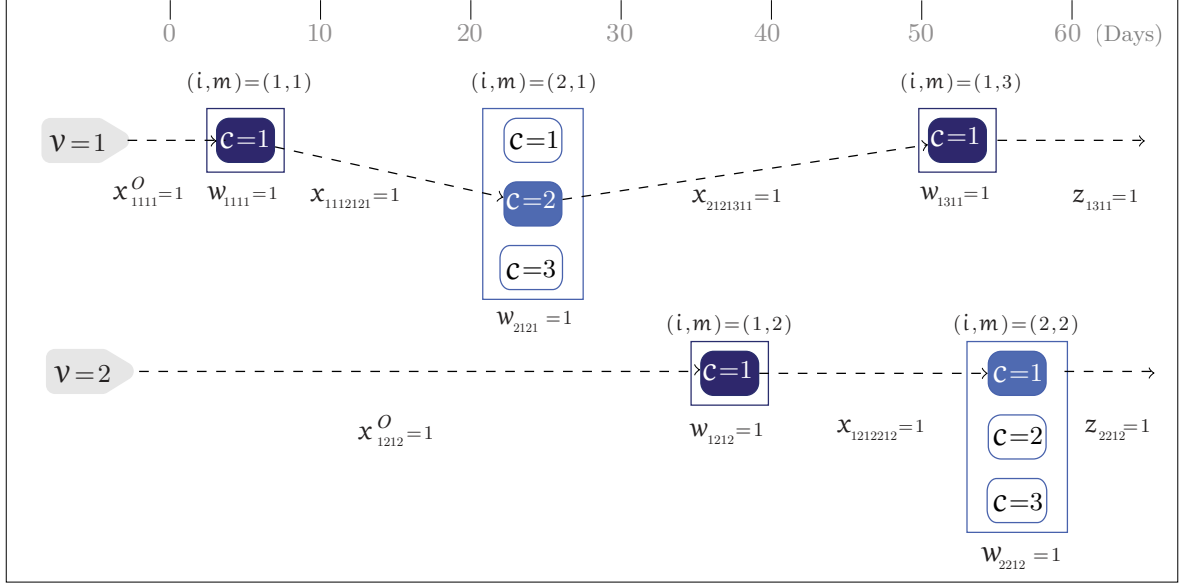 0 10 20 30 40 50 60 (Days)
(i,m)=(1,1) (i,m)=(2,1) (i,m)=(1,3)
v=1 c=1 c=1 c=1
x^O_1111=1 w_1111=1 x_1112121=1 c=2 x_2121311=1 w_1311=1 z_1311=1
c=3
w_2121=1
(i,m)=(1,2) (i,m)=(2,2)
v=2 c=1 c=1
x^O_1212=1 w_1212=1 x_1212212=1 c=2 z_2212=1
c=3
w_2212=1